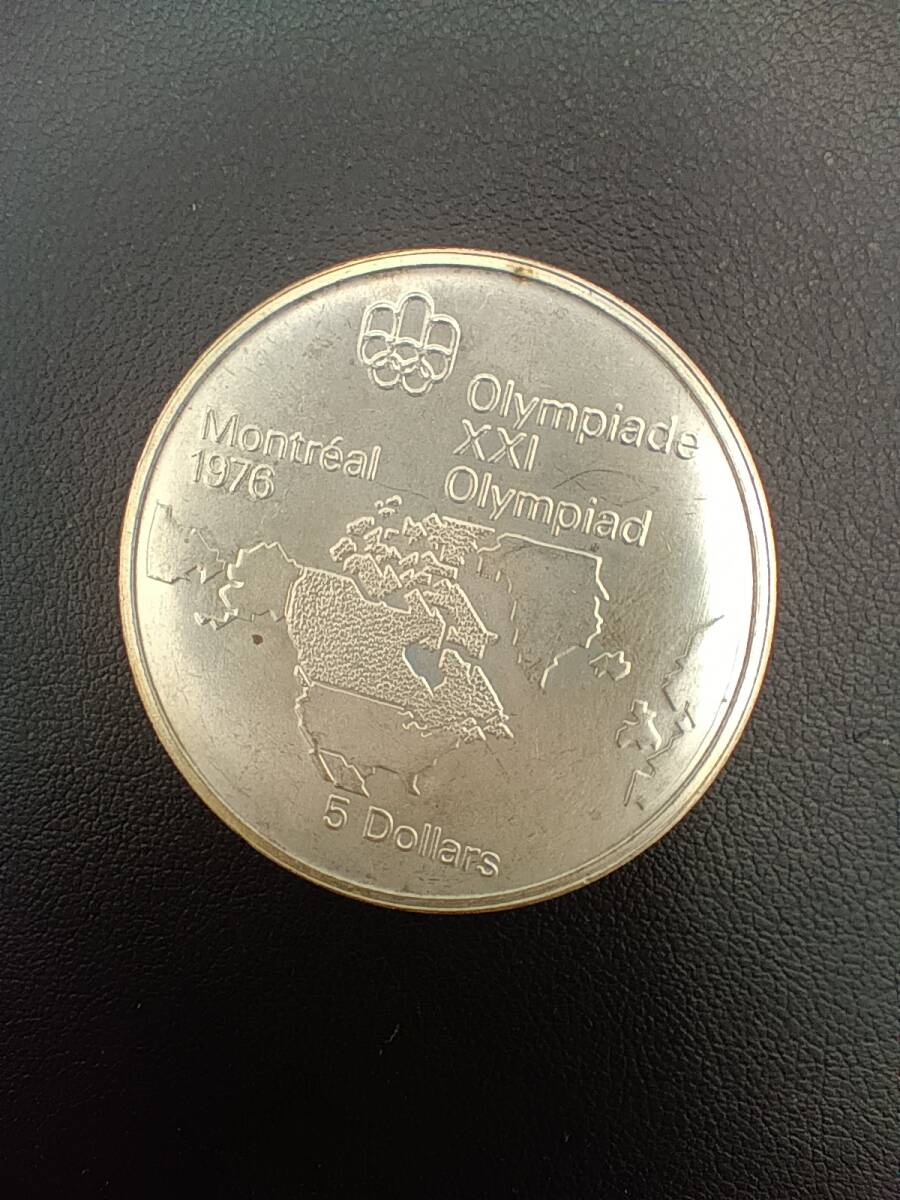 Olympiade
XXI
Olympiad
Montréal
1976
5 Dollars